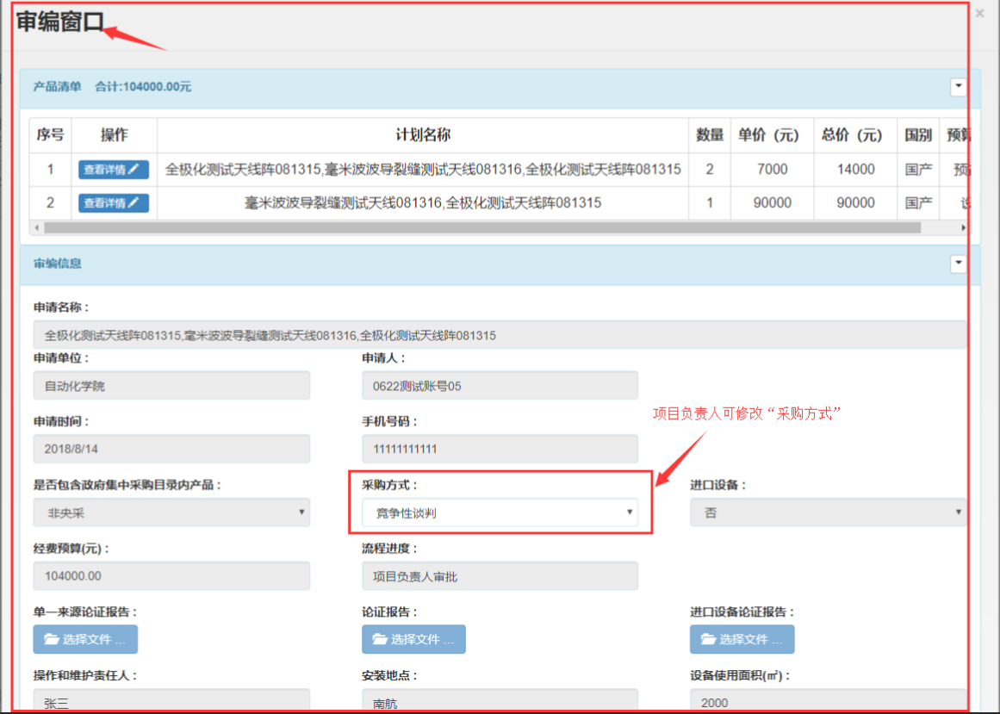 审编窗口
×
产品清单 合计:104000.00元
序号 操作 计划名称 数量 单价（元） 总价（元） 国别 预算
1 查看详情 全极化测试天线阵081315,毫米波波导裂缝测试天线081316,全极化测试天线阵081315 2 7000 14000 国产 预
2 查看详情 毫米波波导裂缝测试天线081316,全极化测试天线阵081315 1 90000 90000 国产
审编信息
申请名称：
全极化测试天线阵081315,毫米波波导裂缝测试天线081316,全极化测试天线阵081315
申请单位： 申请人：
自动化学院 0622测试账号05
项目负责人可修改“采购方式”
申请时间： 手机号码：
2018/8/14 11111111111
是否包含政府集中采购目录内产品： 采购方式： 进口设备：
非央采 竞争性谈判 否
经费预算(元)： 流程进度：
104000.00 项目负责人审批
单一来源论证报告： 论证报告： 进口设备论证报告：
选择文件 ... 选择文件 ... 选择文件 ...
操作和维护责任人： 安装地点： 设备使用面积(㎡)：
张三 南航 2000